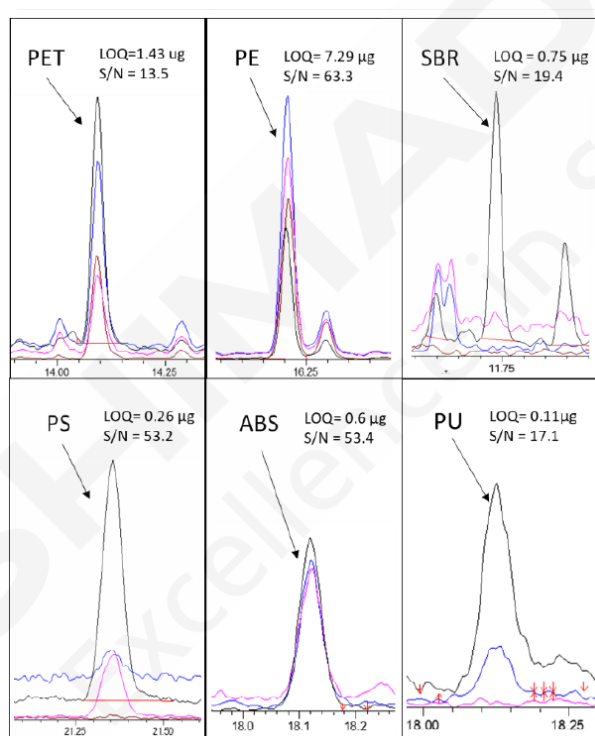 PET
LOQ=1.43 ug
S/N = 13.5
PE
LOQ= 7.29 µg
S/N = 63.3
SBR
LOQ = 0.75 µg
S/N = 19.4
14.00 14.25
16.25
11.75
PS
LOQ= 0.26 µg
S/N = 53.2
ABS
LOQ= 0.6 µg
S/N = 53.4
PU
LOQ= 0.11µg
S/N = 17.1
21.25 21.50
18.0 18.1 18.2
18.00 18.25
SHIMAD
Excellence in S